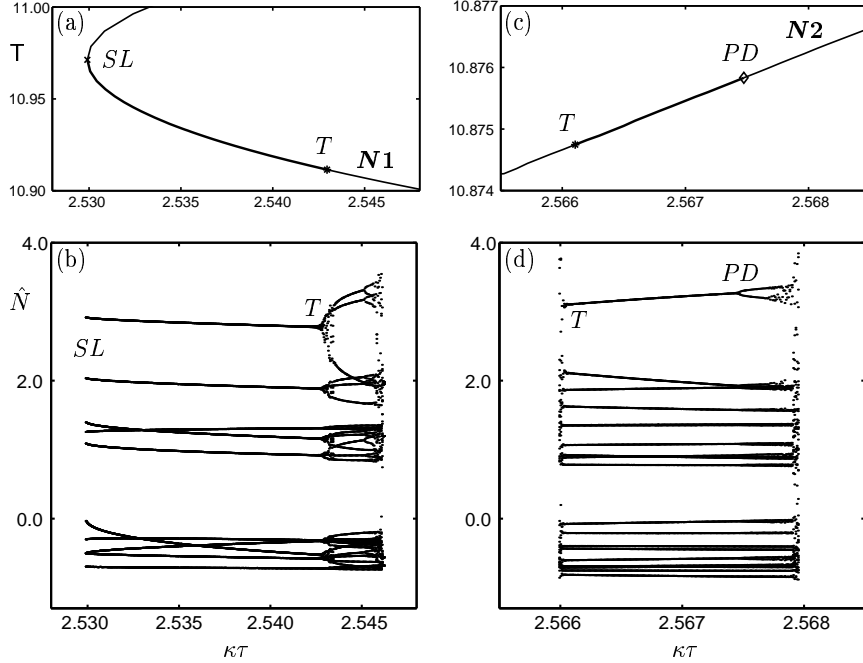 11.00
(a)
T
SL
10.95
T
N1
10.90
2.530
2.535
2.540
2.545
10.877
(c)
N2
PD
10.876
T
10.875
10.874
2.566
2.567
2.568
4.0
(b)
N̂
T
SL
2.0
0.0
2.530
2.535
2.540
2.545
κτ
4.0
(d)
PD
T
2.0
0.0
2.566
2.567
2.568
κτ